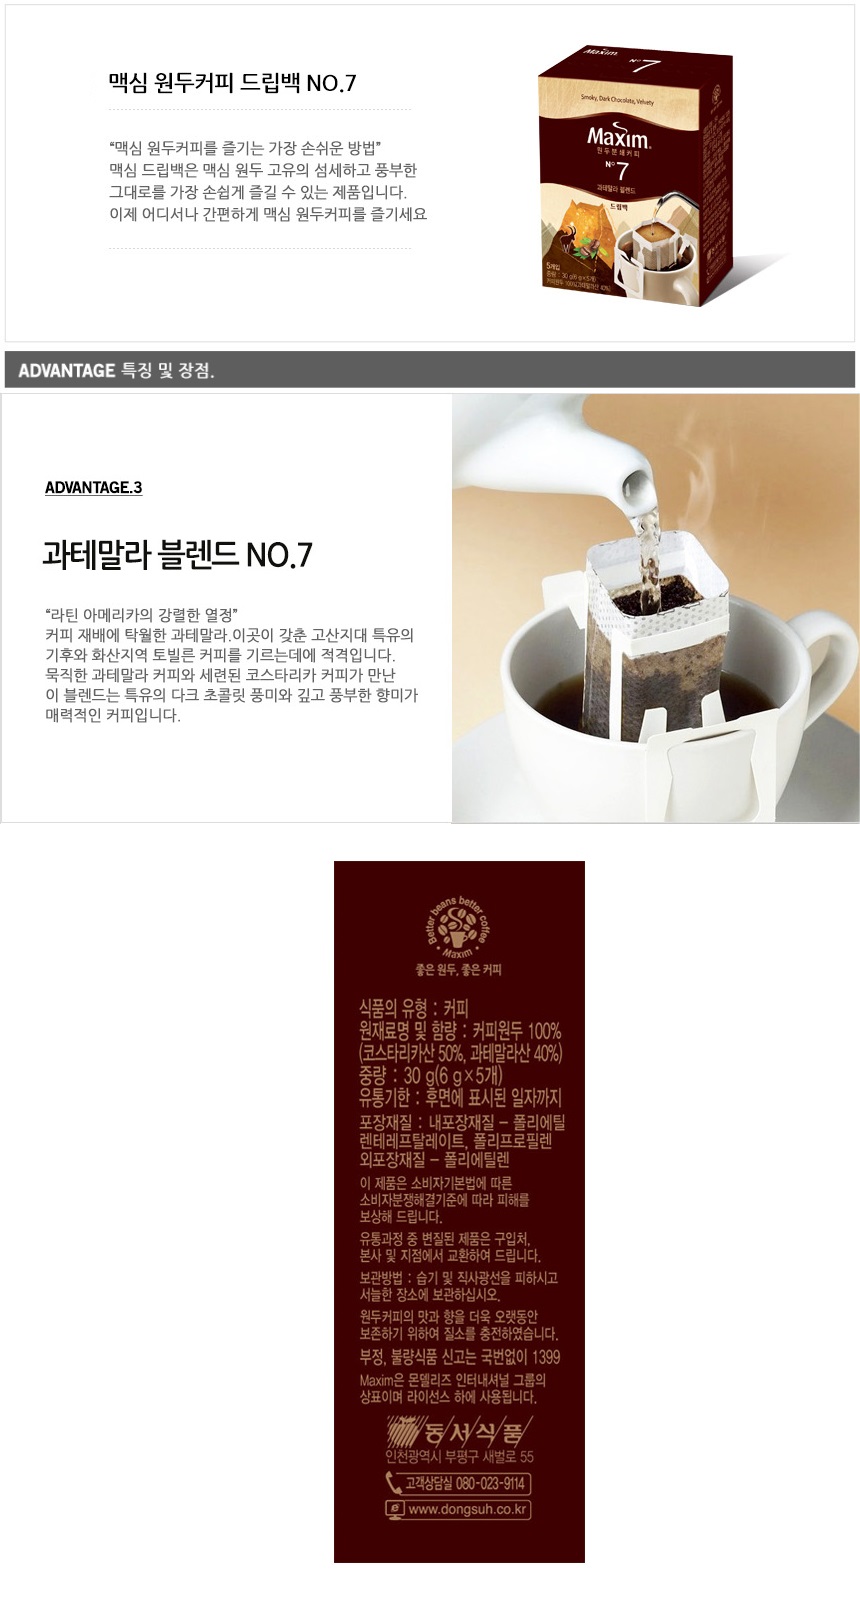 맥심 원두커피 드립백 NO.7
“맥심 원두커피를 즐기는 가장 손쉬운 방법”
맥심 드립백은 맥심 원두 고유의 섬세하고 풍부한
그대로를 가장 손쉽게 즐길 수 있는 제품입니다.
이제 어디서나 간편하게 맥심 원두커피를 즐기세요
Maxim
Nº 7
Smoky, Dark Chocolate, Velvety
Maxim®
원두분쇄커피
Nº 7
과테말라 블렌드
드립백
5개입
중량 : 30 g(6 g×5개)
커피원두 100%(과테말라산 40%)
ADVANTAGE 특징 및 장점.
ADVANTAGE.3
과테말라 블렌드 NO.7
“라틴 아메리카의 강렬한 열정”
커피 재배에 탁월한 과테말라.이곳이 갖춘 고산지대 특유의
기후와 화산지역 토빌른 커피를 기르는데에 적격입니다.
묵직한 과테말라 커피와 세련된 코스타리카 커피가 만난
이 블렌드는 특유의 다크 초콜릿 풍미와 깊고 풍부한 향미가
매력적인 커피입니다.
Better beans better coffee
• Maxim •
좋은 원두, 좋은 커피
식품의 유형 : 커피
원재료명 및 함량 : 커피원두 100%
(코스타리카산 50%, 과테말라산 40%)
중량 : 30 g(6 g×5개)
유통기한 : 후면에 표시된 일자까지
포장재질 : 내포장재질 – 폴리에틸
렌테레프탈레이트, 폴리프로필렌
외포장재질 – 폴리에틸렌
이 제품은 소비자기본법에 따른
소비자분쟁해결기준에 따라 피해를
보상해 드립니다.
유통과정 중 변질된 제품은 구입처,
본사 및 지점에서 교환하여 드립니다.
보관방법 : 습기 및 직사광선을 피하시고
서늘한 장소에 보관하십시오.
원두커피의 맛과 향을 더욱 오랫동안
보존하기 위하여 질소를 충전하였습니다.
부정, 불량식품 신고는 국번없이 1399
Maxim은 몬델리즈 인터내셔널 그룹의
상표이며 라이선스 하에 사용됩니다.
동서식품
인천광역시 부평구 새벌로 55
고객상담실 080-023-9114
www.dongsuh.co.kr